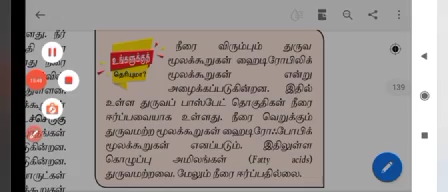 உங்களுக்குத் தெரியுமா?
நீரை விரும்பும் துருவ
மூலக்கூறுகள் ஹைடிரோபிலிக்
மூலக்கூறுகள் என்று
அழைக்கப்படுகின்றன. இதில்
உள்ள துருவப் பாஸ்பேட் தொகுதிகள் நீரை
ஈர்ப்பவையாக உள்ளது. நீரை வெறுக்கும்
துருவமற்ற மூலக்கூறுகள் ஹைடிரோஃபோபிக்
மூலக்கூறுகள் எனப்படும். இதிலுள்ள
கொழுப்பு அமிலங்கள் (Fatty acids)
துருவமற்றவை. மேலும் நீரை ஈர்ப்பதில்லை.
139